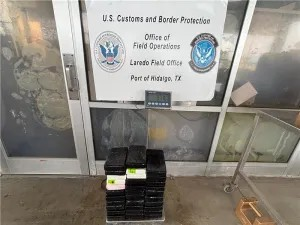 U.S. Customs and Border Protection
Office of
Field Operations
Laredo Field Office
Port of Hidalgo, TX